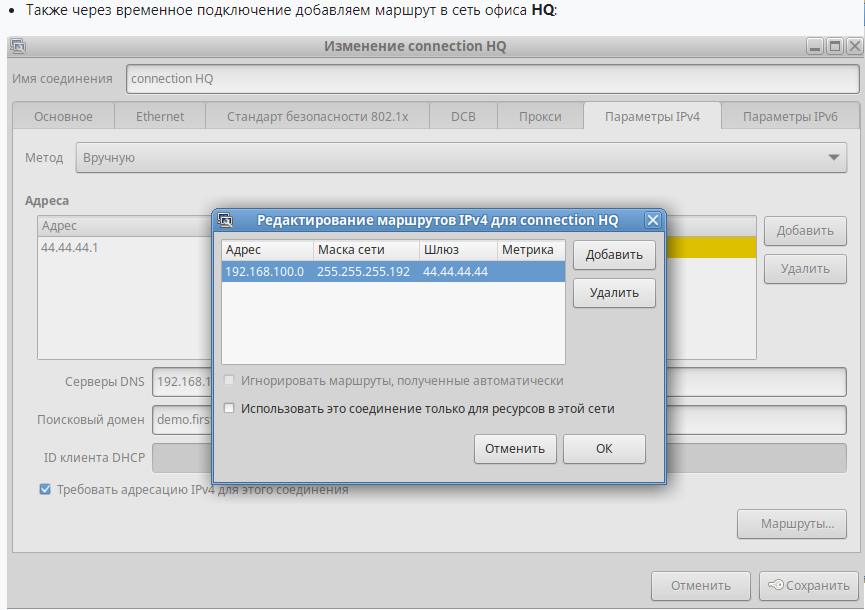 • Также через временное подключение добавляем маршрут в сеть офиса HQ:
Изменение connection HQ
Имя соединения connection HQ
Основное Ethernet Стандарт безопасности 802.1x DCB Прокси Параметры IPv4 Параметры IPv6
Метод Вручную
Адреса
Адрес
44.44.44.1
Добавить
Удалить
Редактирование маршрутов IPv4 для connection HQ
Адрес Маска сети Шлюз Метрика
192.168.100.0 255.255.255.192 44.44.44.44
Добавить
Удалить
Игнорировать маршруты, полученные автоматически
Использовать это соединение только для ресурсов в этой сети
Отменить ОК
Серверы DNS 192.168.1
Поисковый домен demo.firs
ID клиента DHCP
Требовать адресацию IPv4 для этого соединения
Маршруты...
Отменить Сохранить